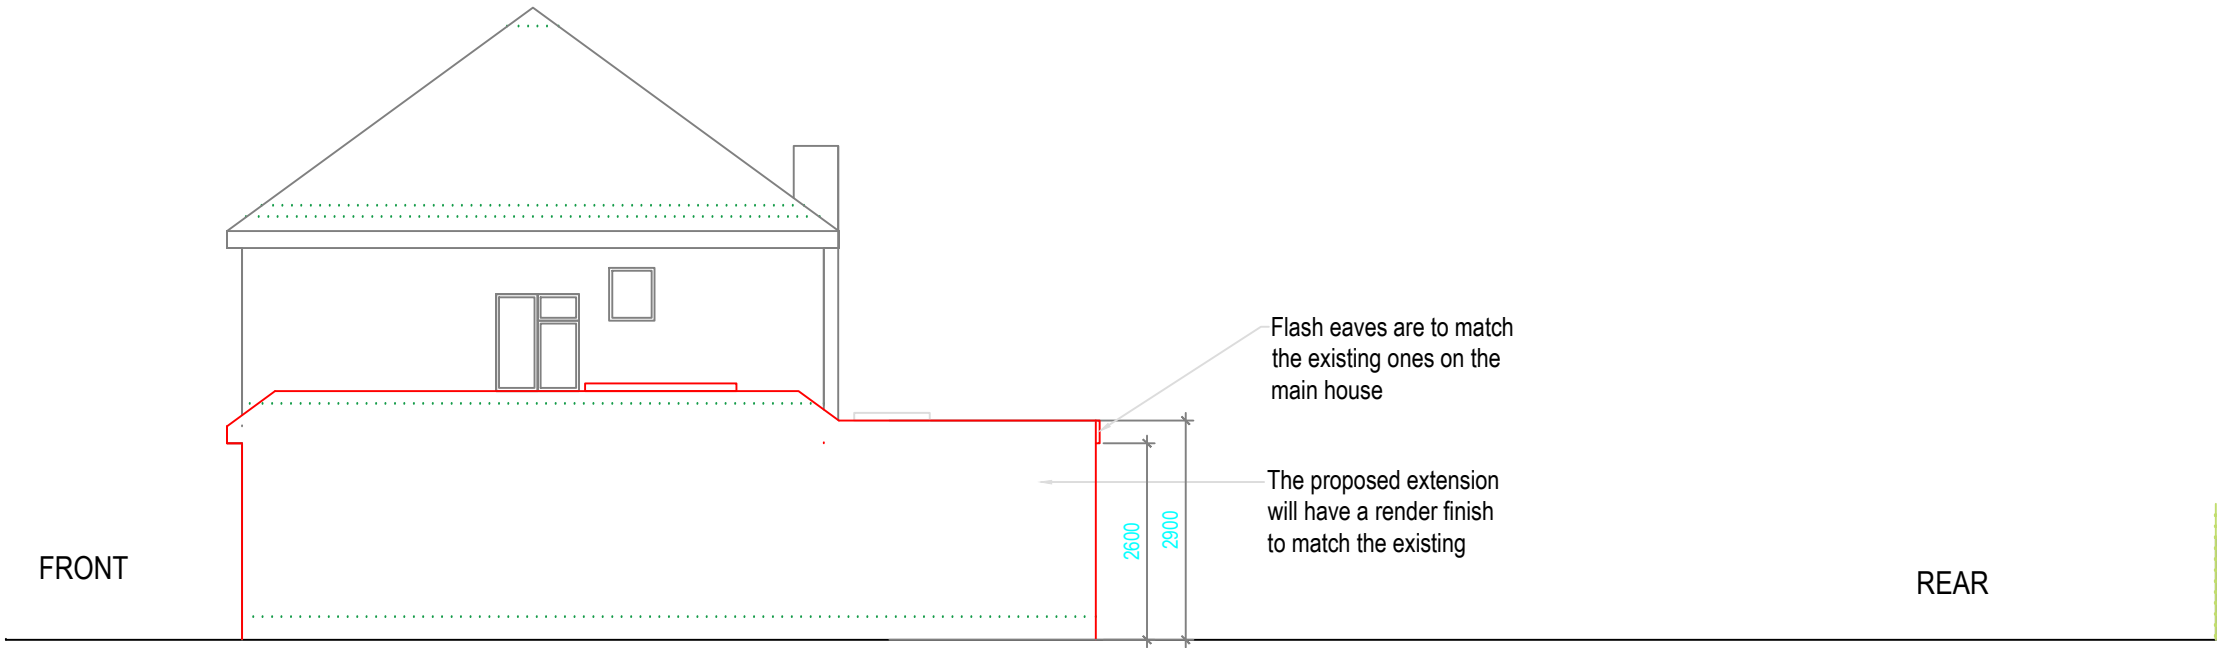 Flash eaves are to match
the existing ones on the
main house
The proposed extension
will have a render finish
to match the existing
2600
2900
FRONT
REAR